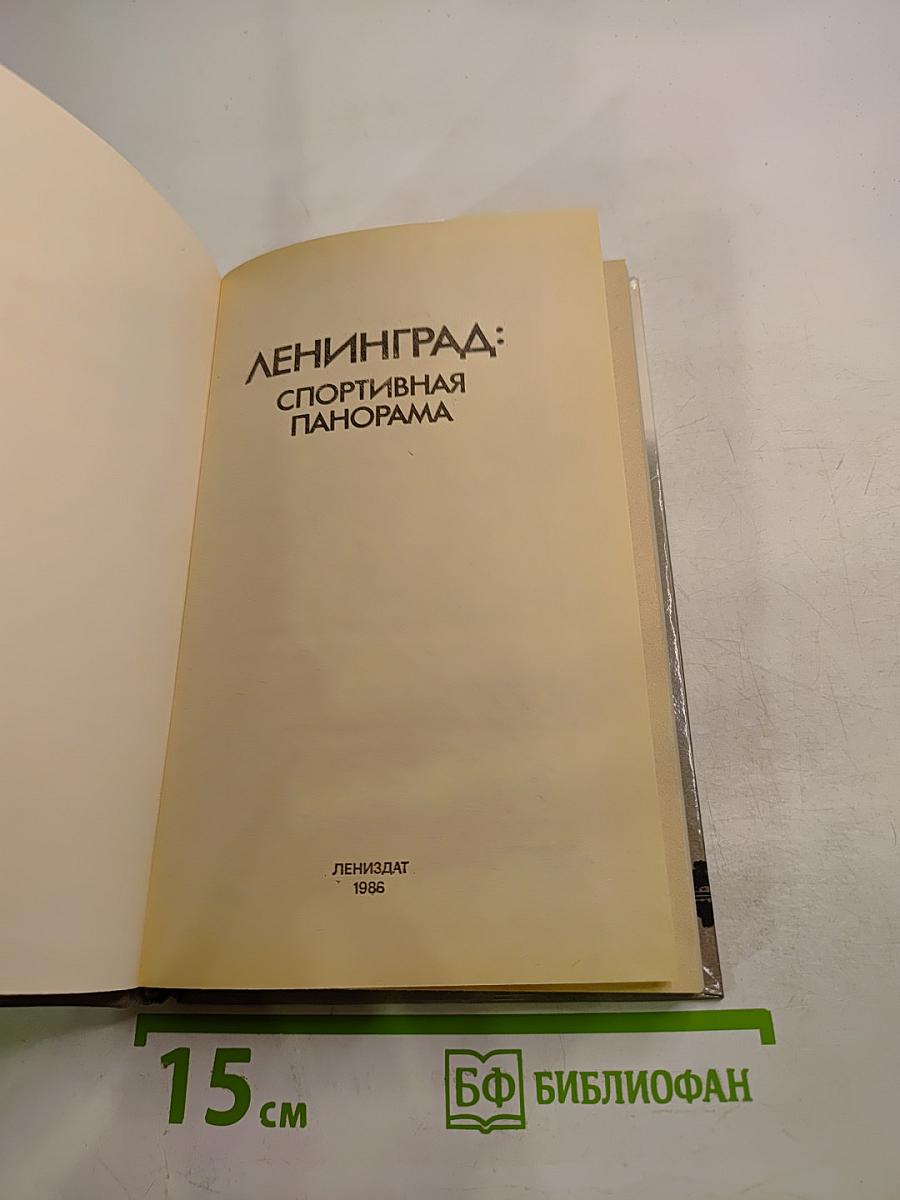 ЛЕНИНГРАД:
СПОРТИВНАЯ
ПАНОРАМА
ЛЕНИЗДАТ
1986
15 см
БФ БИБЛИОФАН